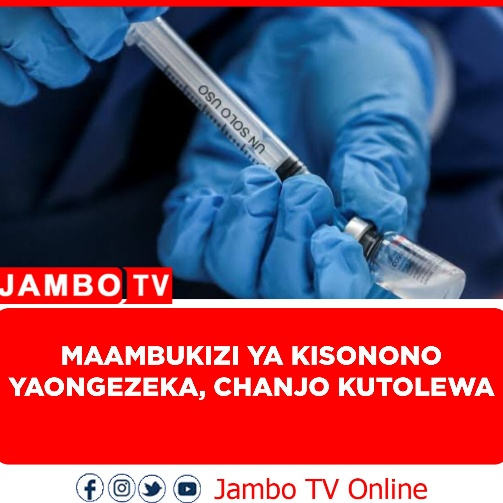 UN SOLO USO
JAMBO TV
MAAMBUKIZI YA KISONONO
YAONGEZEKA, CHANJO KUTOLEWA
Jambo TV Online